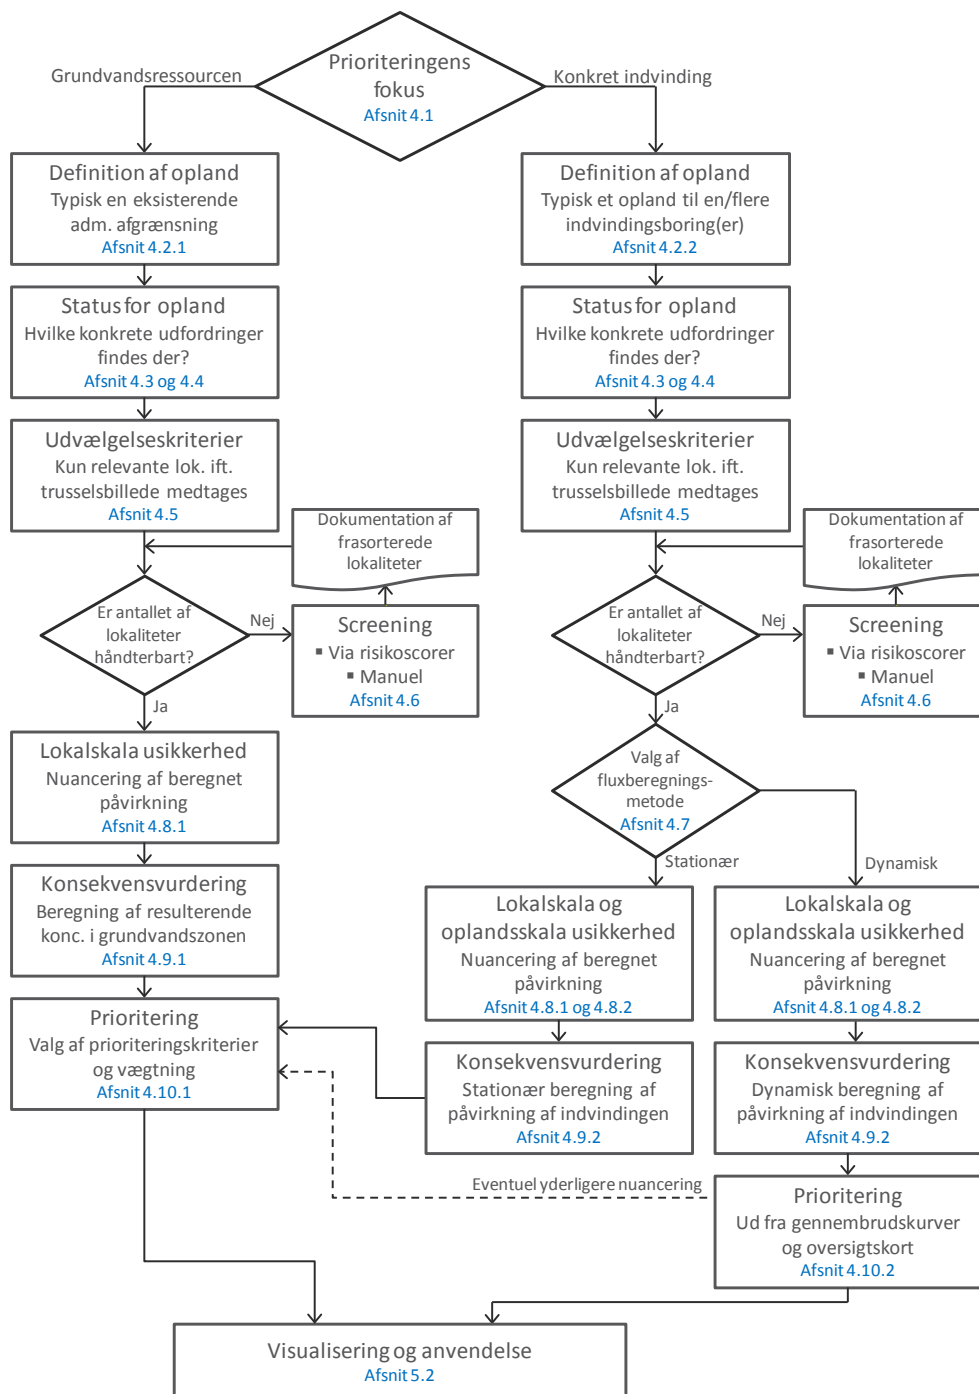 Prioriteringens
fokus
Afsnit 4.1
Grundvandsressourcen
Konkret indvinding
Definition af opland
Typisk en eksisterende
adm. afgrænsning
Afsnit 4.2.1
Definition af opland
Typisk et opland til en/flere
indvindingsboring(er)
Afsnit 4.2.2
Status for opland
Hvilke konkrete udfordringer
findes der?
Afsnit 4.3 og 4.4
Status for opland
Hvilke konkrete udfordringer
findes der?
Afsnit 4.3 og 4.4
Udvælgelseskriterier
Kun relevante lok. ift.
trusselsbillede medtages
Afsnit 4.5
Udvælgelseskriterier
Kun relevante lok. ift.
trusselsbillede medtages
Afsnit 4.5
Dokumentation af
frasorterede
lokaliteter
Dokumentation af
frasorterede
lokaliteter
Er antallet af
lokaliteter
håndterbart?
Nej
Screening
▪ Via risikoscorer
▪ Manuel
Afsnit 4.6
Er antallet af
lokaliteter
håndterbart?
Nej
Screening
▪ Via risikoscorer
▪ Manuel
Afsnit 4.6
Ja
Ja
Lokalskala usikkerhed
Nuancering af beregnet
påvirkning
Afsnit 4.8.1
Valg af
fluxberegnings-
metode
Afsnit 4.7
Stationær
Dynamisk
Konsekvensvurdering
Beregning af resulterende
konc. i grundvandszonen
Afsnit 4.9.1
Lokalskala og
oplandsskala usikkerhed
Nuancering af beregnet
påvirkning
Afsnit 4.8.1 og 4.8.2
Lokalskala og
oplandsskala usikkerhed
Nuancering af beregnet
påvirkning
Afsnit 4.8.1 og 4.8.2
Prioritering
Valg af prioriteringskriterier
og vægtning
Afsnit 4.10.1
Konsekvensvurdering
Stationær beregning af
påvirkning af indvindingen
Afsnit 4.9.2
Konsekvensvurdering
Dynamisk beregning af
påvirkning af indvindingen
Afsnit 4.9.2
Eventuel yderligere nuancering
Prioritering
Ud fra gennembrudskurver
og oversigtskort
Afsnit 4.10.2
Visualisering og anvendelse
Afsnit 5.2